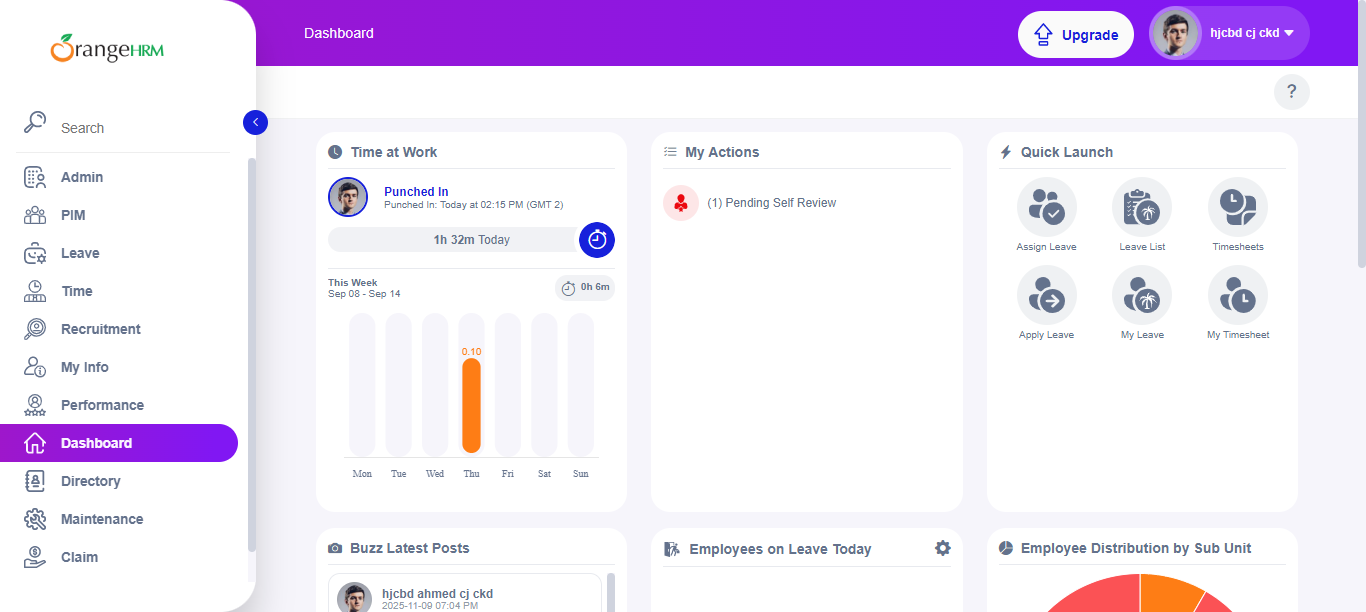 OrangeHRM
Search
Admin
PIM
Leave
Time
Recruitment
My Info
Performance
Dashboard
Directory
Maintenance
Claim
Dashboard
Upgrade
hjcbd cj ckd
?
Time at Work
Punched In
Punched In: Today at 02:15 PM (GMT 2)
1h 32m Today
This Week
Sep 08 - Sep 14
0h 6m
0.10
Mon Tue Wed Thu Fri Sat Sun
My Actions
(1) Pending Self Review
Quick Launch
Assign Leave
Leave List
Timesheets
Apply Leave
My Leave
My Timesheet
Buzz Latest Posts
hjcbd ahmed cj ckd
2025-11-09 07:04 PM
Employees on Leave Today
Employee Distribution by Sub Unit